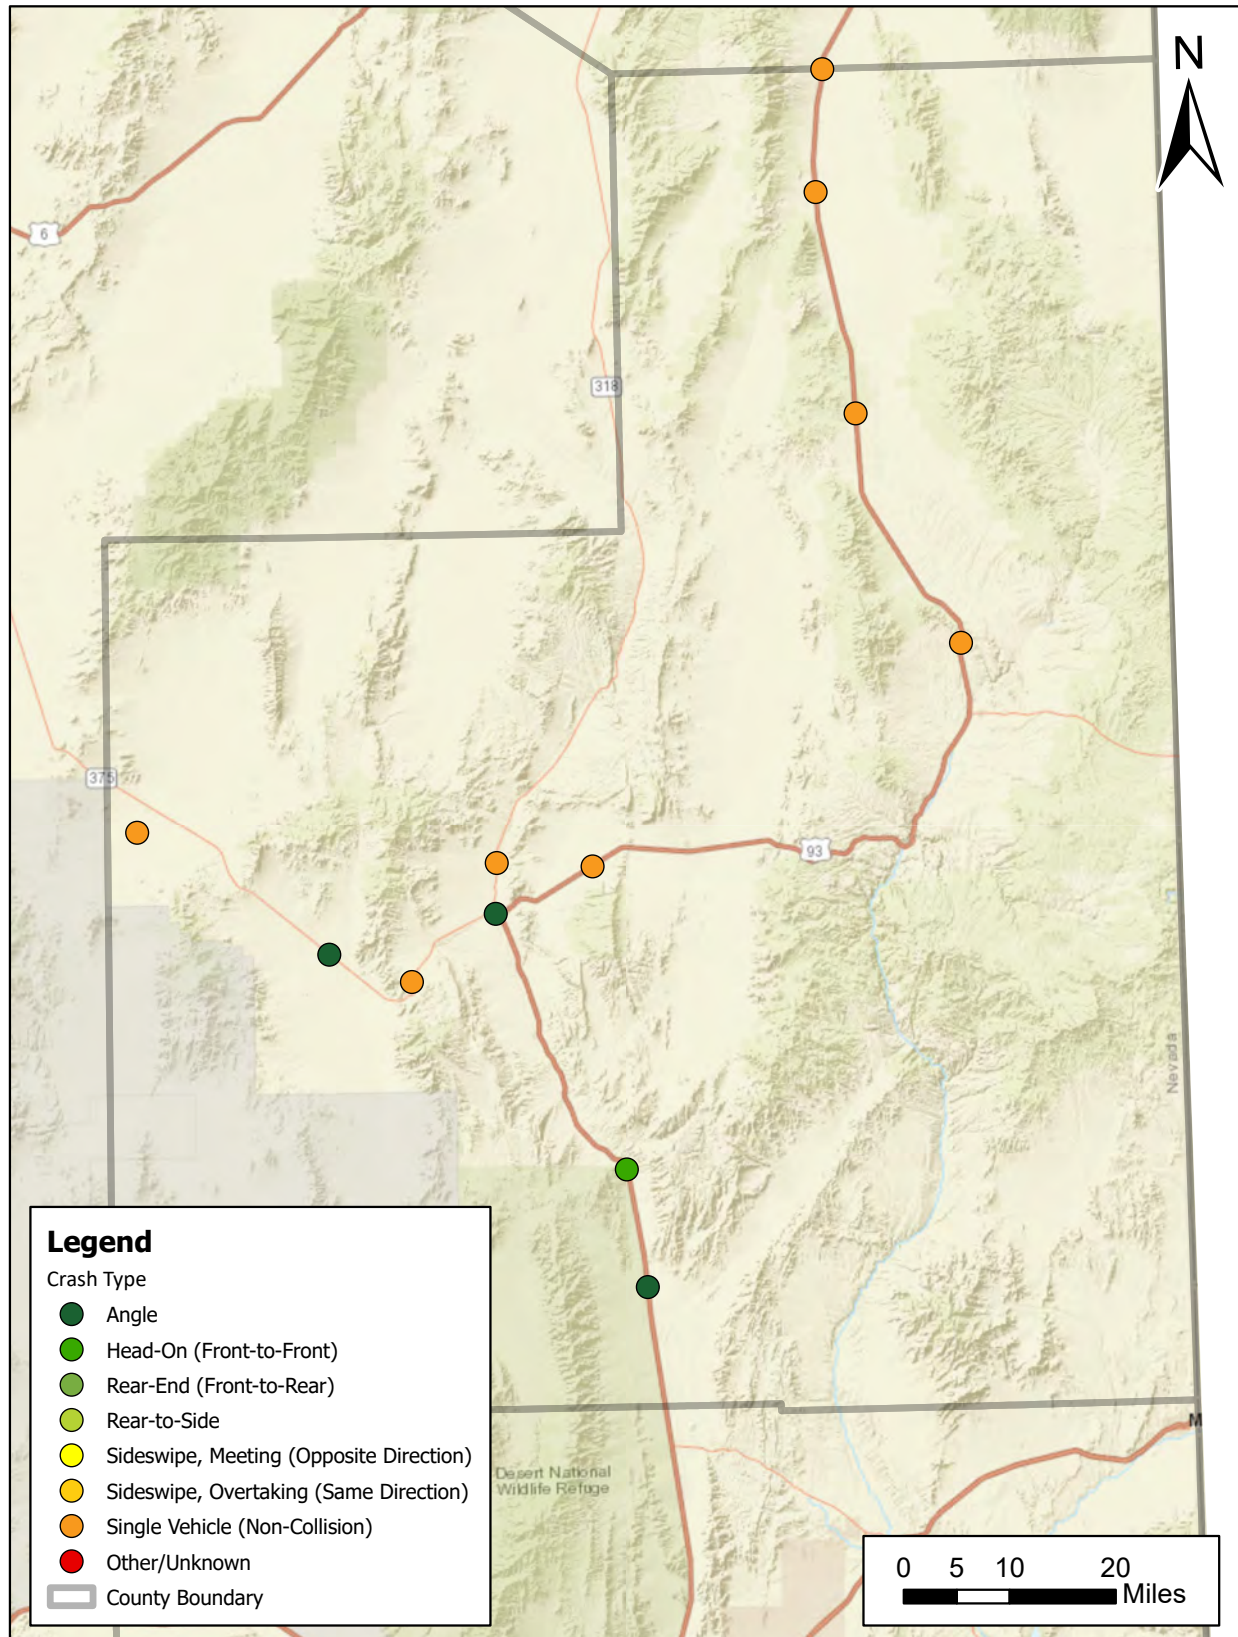 N
6
318
375
93
Nevada
Legend
Crash Type
Angle
Head-On (Front-to-Front)
Rear-End (Front-to-Rear)
Rear-to-Side
Sideswipe, Meeting (Opposite Direction)
Sideswipe, Overtaking (Same Direction)
Single Vehicle (Non-Collision)
Other/Unknown
County Boundary
M
Desert National
Wildlife Refuge
0 5 10 20
Miles